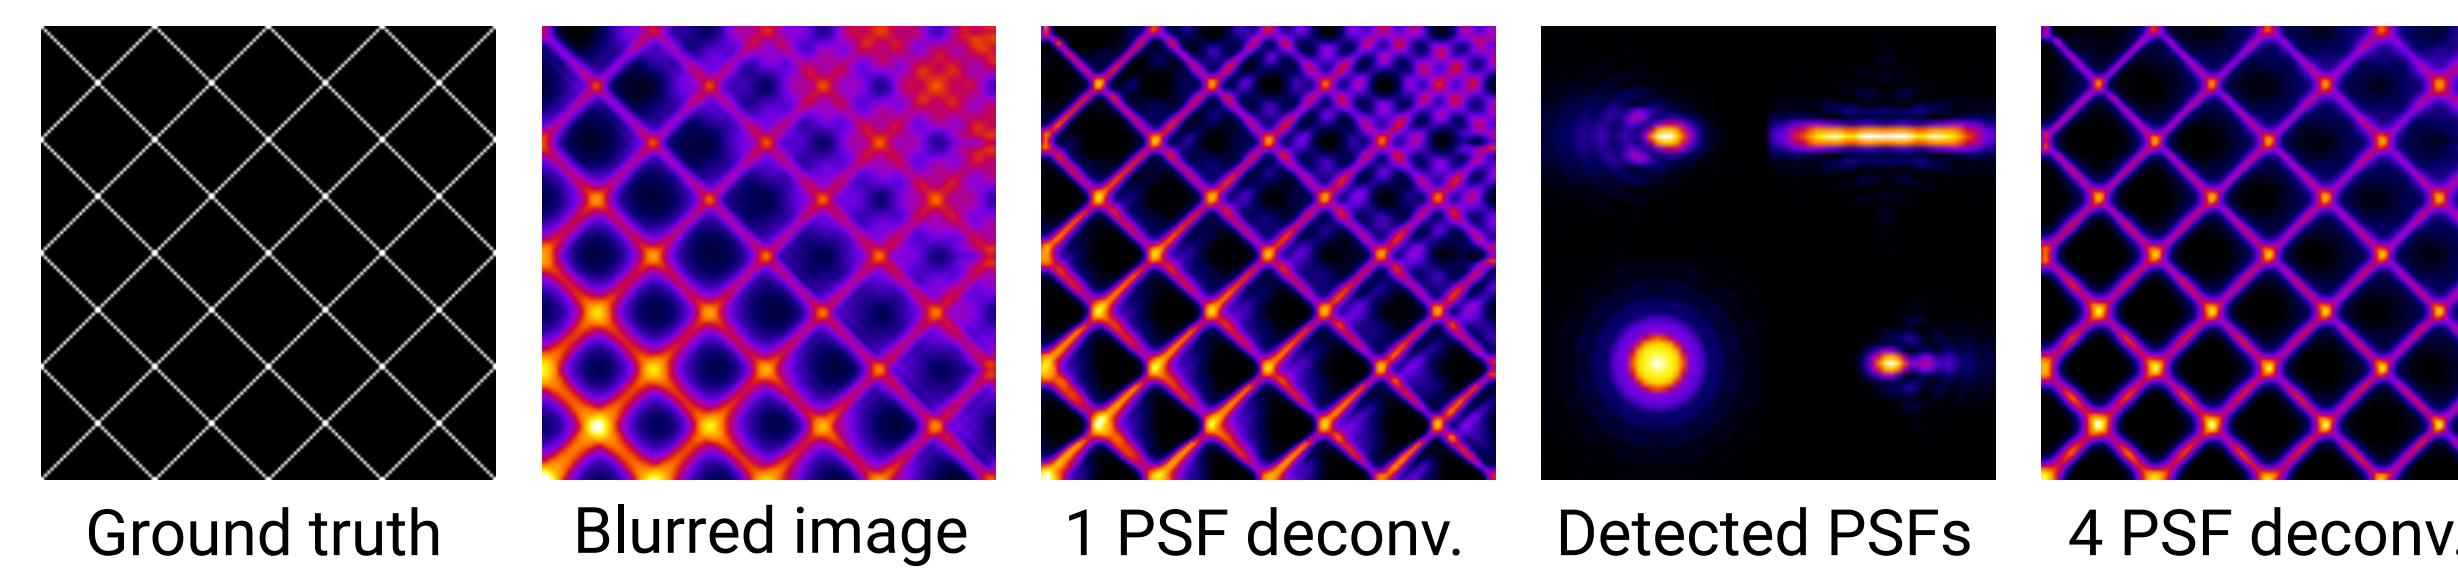 Ground truth
Blurred image
1 PSF deconv.
Detected PSFs
4 PSF deconv.